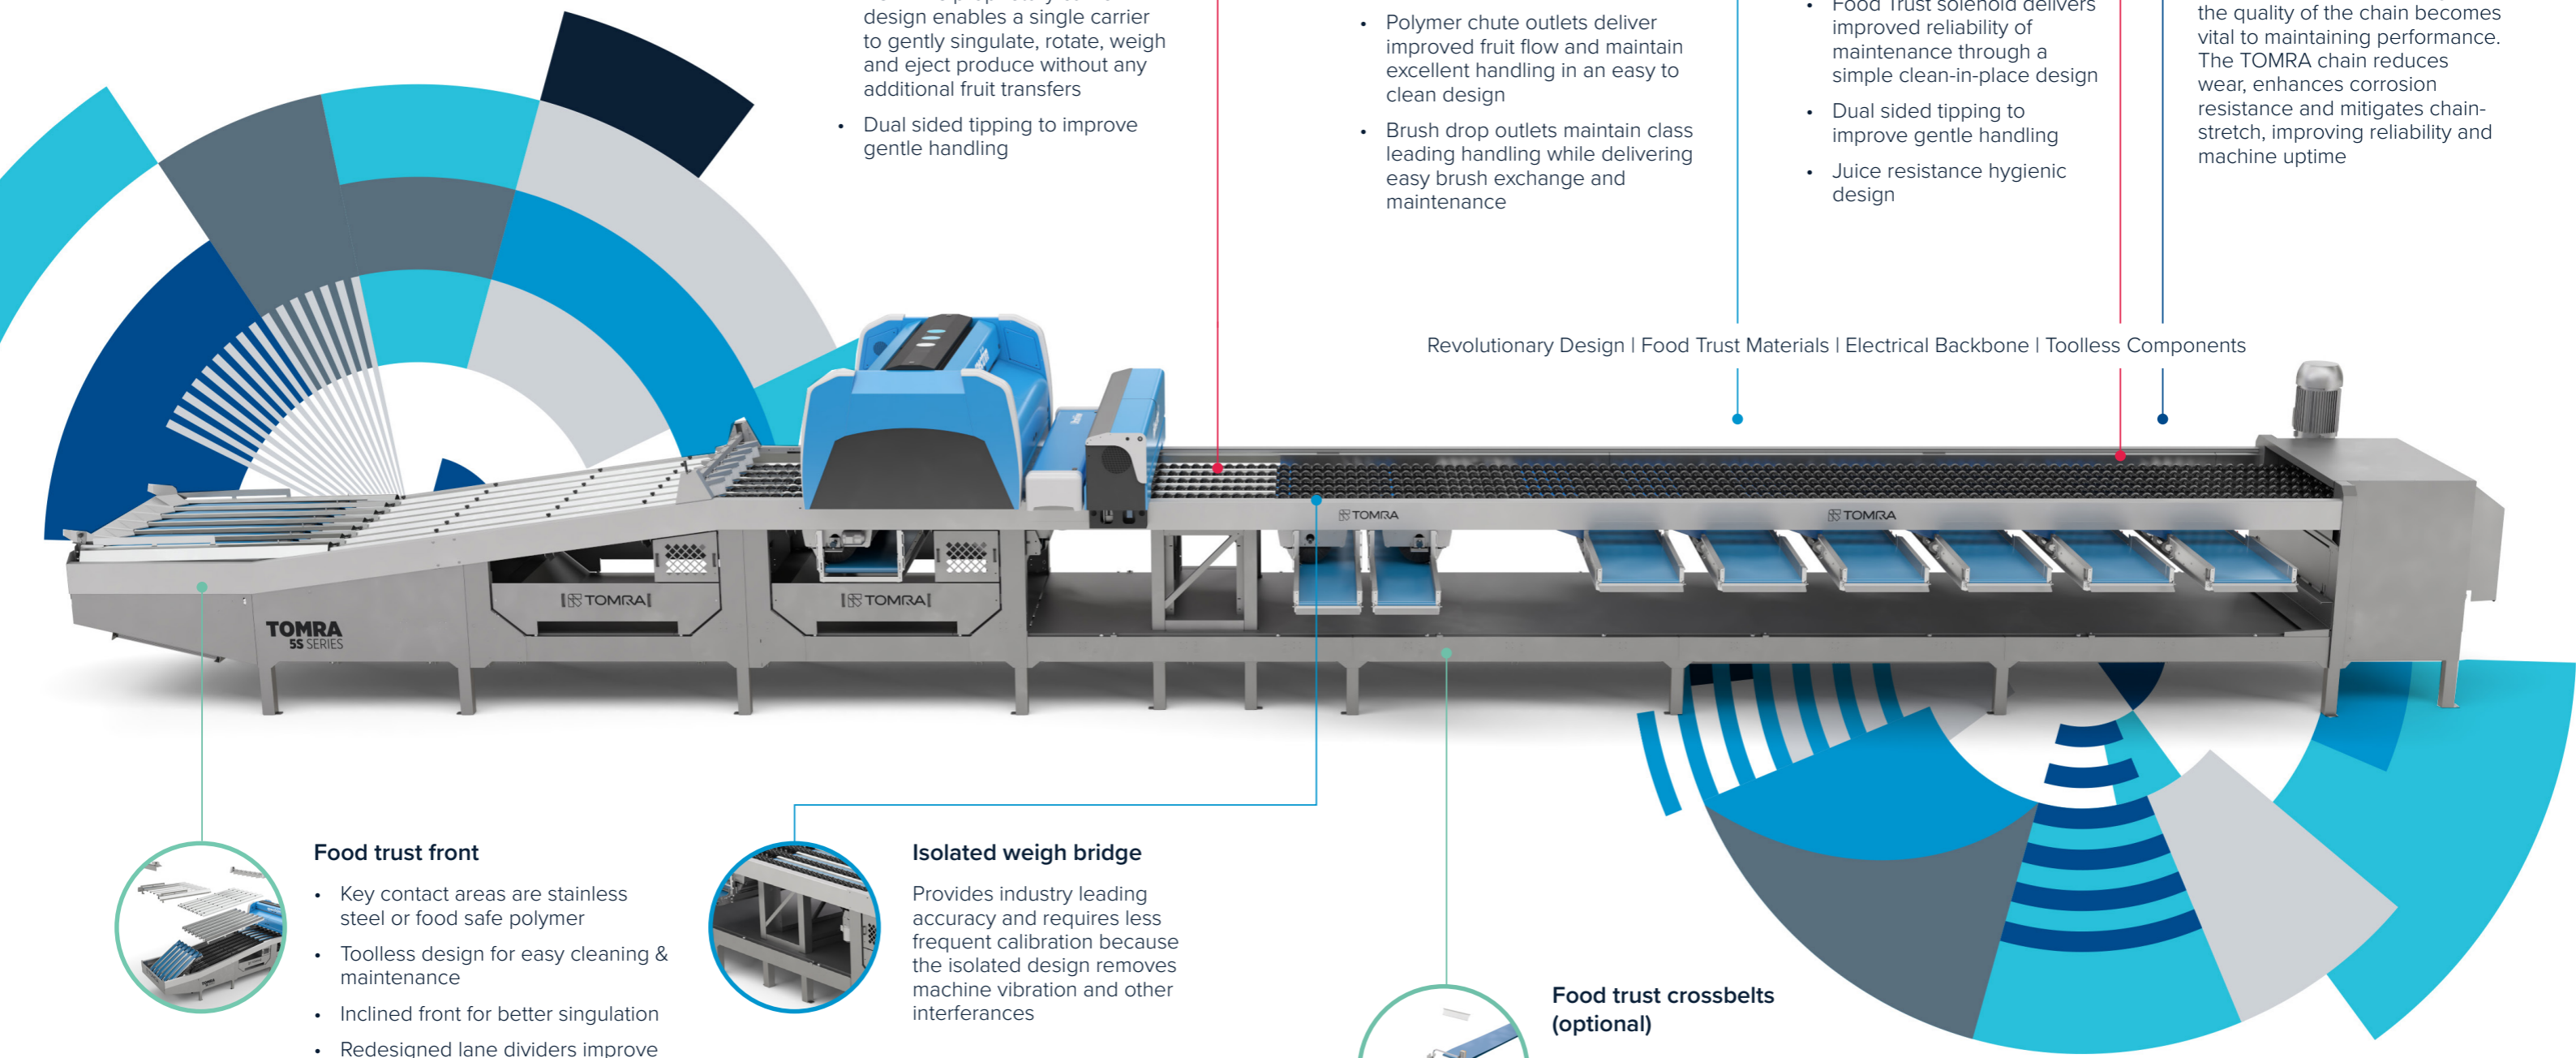 design enables a single carrier
to gently singulate, rotate, weigh
and eject produce without any
additional fruit transfers
• Dual sided tipping to improve
gentle handling
• Polymer chute outlets deliver
improved fruit flow and maintain
excellent handling in an easy to
clean design
• Brush drop outlets maintain class
leading handling while delivering
easy brush exchange and
maintenance
• Food Trust solenoid delivers
improved reliability of
maintenance through a
simple clean-in-place design
• Dual sided tipping to
improve gentle handling
• Juice resistance hygienic
design
the quality of the chain becomes
vital to maintaining performance.
The TOMRA chain reduces
wear, enhances corrosion
resistance and mitigates chain-
stretch, improving reliability and
machine uptime
Revolutionary Design | Food Trust Materials | Electrical Backbone | Toolless Components
TOMRA
TOMRA
TOMRA
TOMRA
TOMRA
5S SERIES
Food trust front
• Key contact areas are stainless
steel or food safe polymer
• Toolless design for easy cleaning &
maintenance
• Inclined front for better singulation
• Redesigned lane dividers improve
Isolated weigh bridge
Provides industry leading
accuracy and requires less
frequent calibration because
the isolated design removes
machine vibration and other
interferances
Food trust crossbelts
(optional)